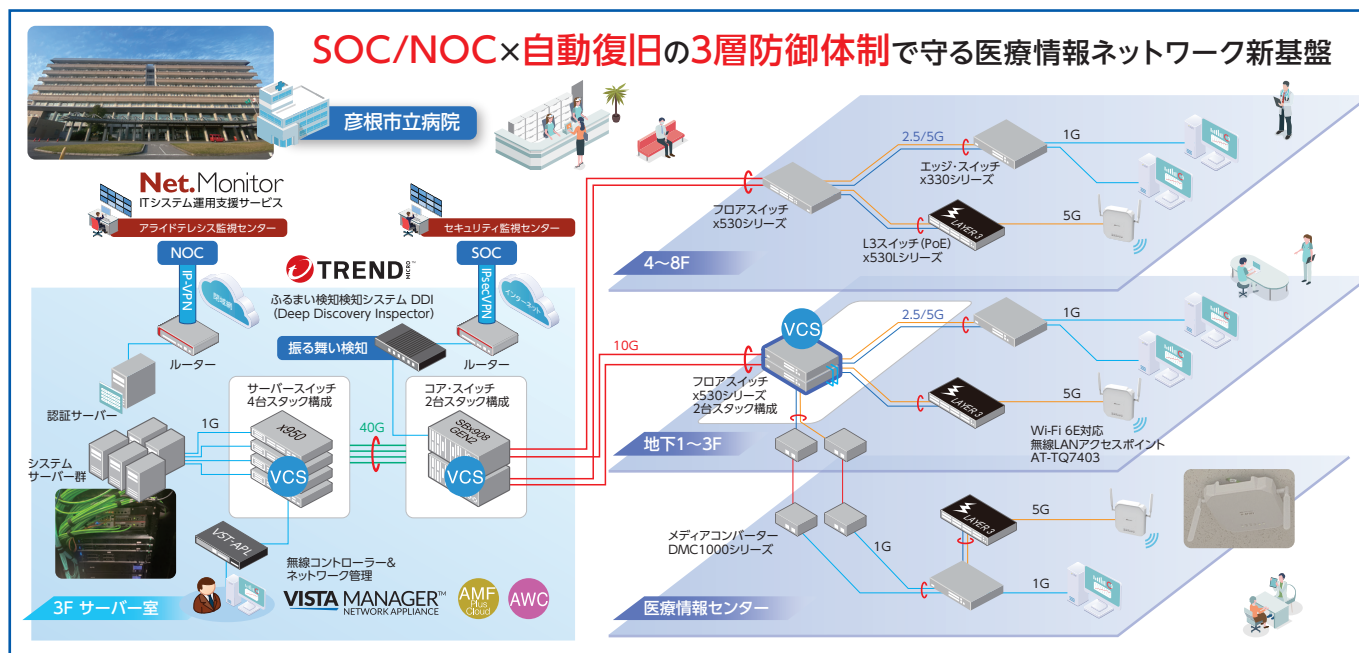 SOC/NOC×自動復旧の3層防御体制で守る医療情報ネットワーク新基盤
彦根市立病院
Net.Monitor
ITシステム運用支援サービス
アライドテレシス監視センター
NOC
IP-VPN
閉域網
ルーター
セキュリティ監視センター
SOC
IPsecVPN
インターネット
ルーター
TREND MICRO™
ふるまい検知検知システム DDI
(Deep Discovery Inspector)
振る舞い検知
認証サーバー
システム
サーバー群
1G
サーバースイッチ
4台スタック構成
x950
VCS
40G
コア・スイッチ
2台スタック構成
SBx908
GEN2
VCS
VST-APL
無線コントローラー&
ネットワーク管理
VISTA MANAGER™
NETWORK APPLIANCE
AMF
Plus
Cloud
AWC
3F サーバー室
10G
フロアスイッチ
x530シリーズ
2.5/5G
エッジ・スイッチ
x330シリーズ
1G
LAYER 3
L3スイッチ(PoE)
x530Lシリーズ
5G
4〜8F
VCS
フロアスイッチ
x530シリーズ
2台スタック構成
2.5/5G
1G
LAYER 3
5G
Wi-Fi 6E対応
無線LANアクセスポイント
AT-TQ7403
地下1〜3F
メディアコンバーター
DMC1000シリーズ
1G
LAYER 3
5G
1G
医療情報センター